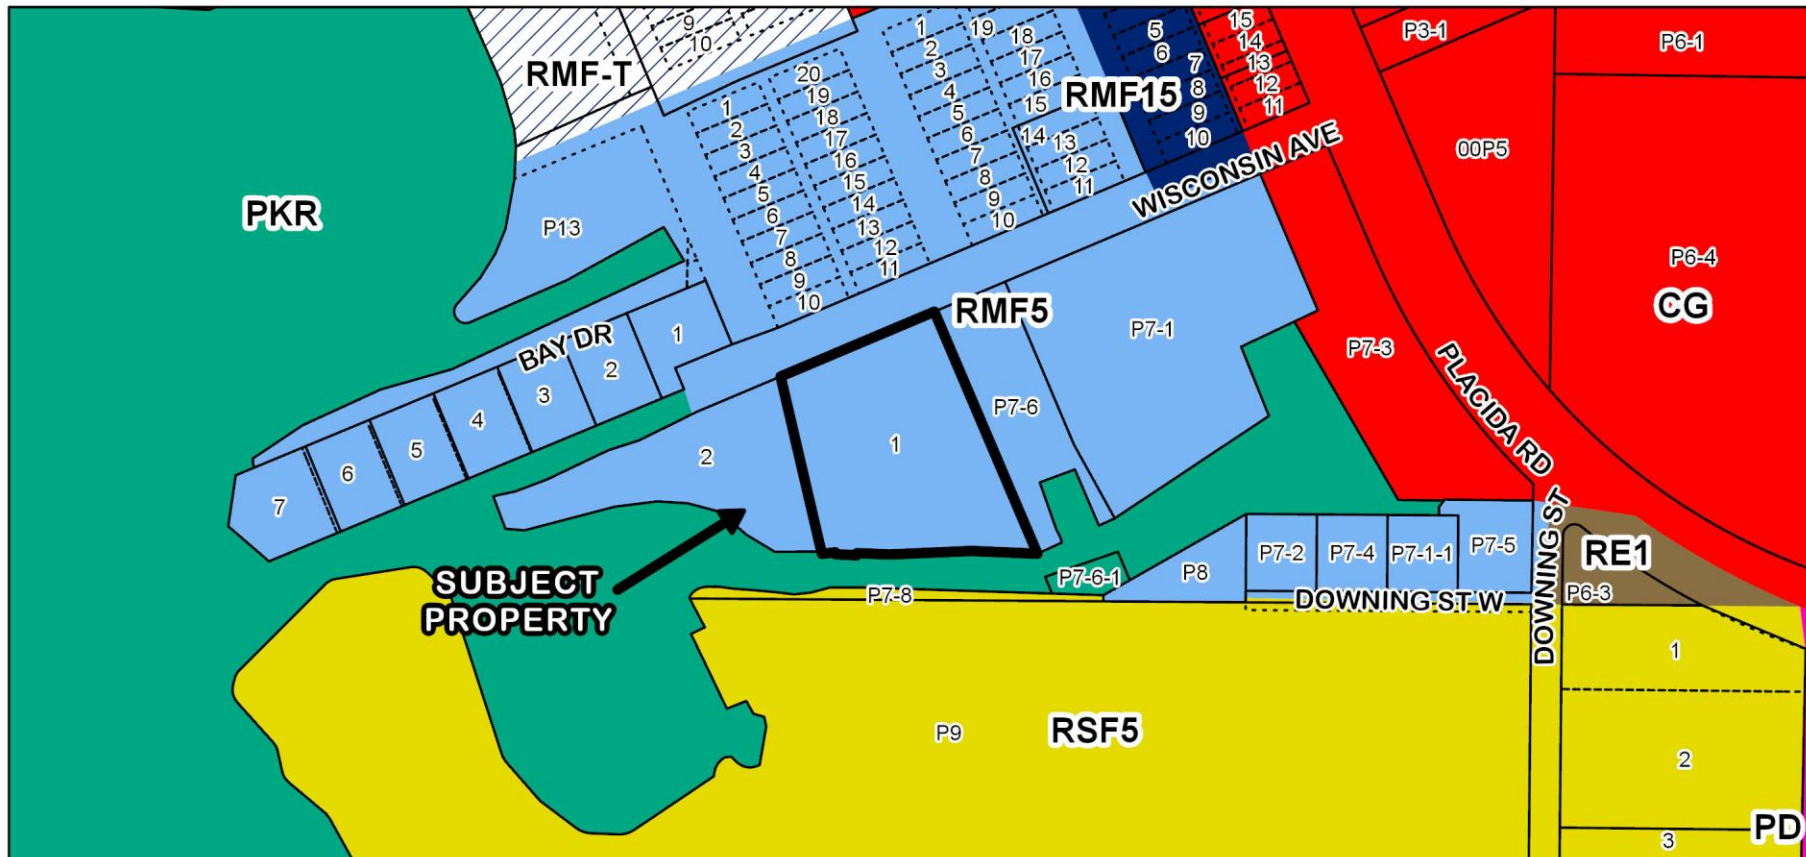 9
10
RMF-T
1
2
3
4
5
6
7
8
9
10
20
19
18
17
16
15
14
13
12
11
1
2
3
4
5
6
7
8
9
10
19
18
17
16
15
14
13
12
11
RMF15
5
6
7
8
9
10
15
14
13
12
11
P3-1
P6-1
00P5
P6-4
CG
PKR
P13
WISCONSIN AVE
RMF5
BAY DR
1
2
3
4
5
6
7
2
1
P7-6
P7-1
P7-3
PLACIDA RD
SUBJECT
PROPERTY
P7-8
P7-6-1
P8
P7-2
P7-4
P7-1-1
P7-5
DOWNING ST W
DOWNING ST
RE1
P6-3
P9
RSF5
1
2
3
PD